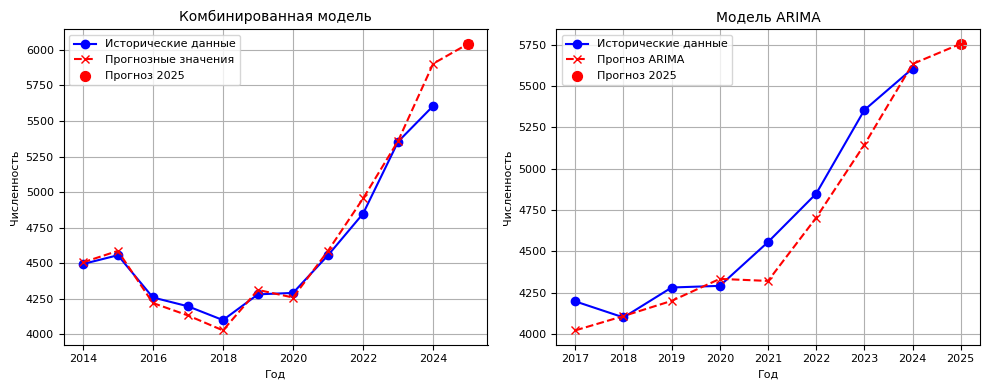 Комбинированная модель
Исторические данные
Прогнозные значения
Прогноз 2025
Численность
6000
5750
5500
5250
5000
4750
4500
4250
4000
2014 2016 2018 2020 2022 2024
Год
Модель ARIMA
Исторические данные
Прогноз ARIMA
Прогноз 2025
Численность
5750
5500
5250
5000
4750
4500
4250
4000
2017 2018 2019 2020 2021 2022 2023 2024 2025
Год